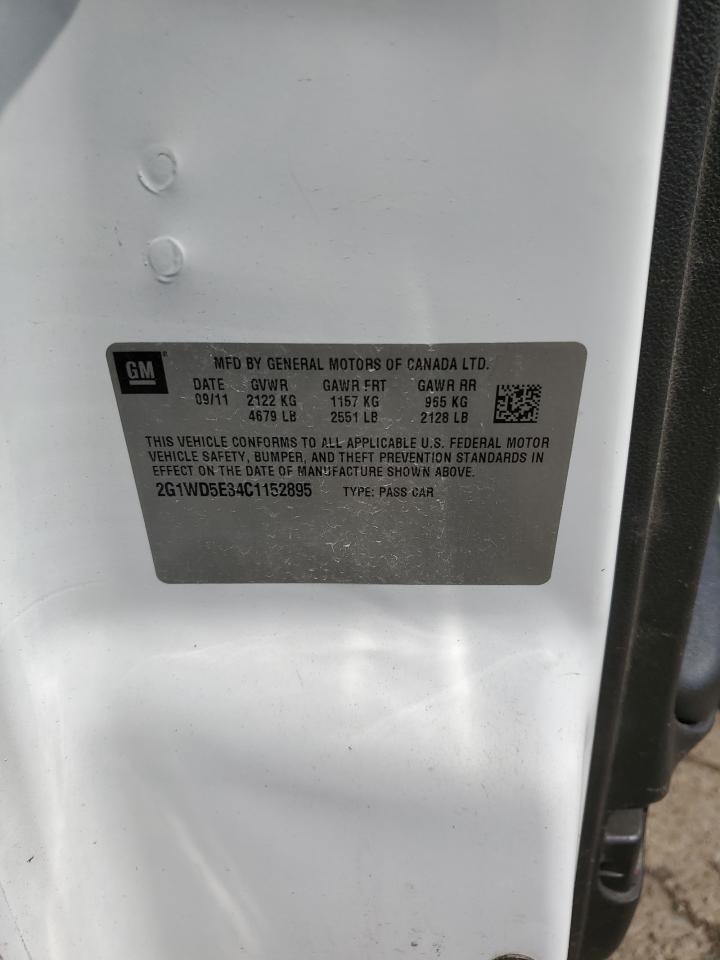 GM
MFD BY GENERAL MOTORS OF CANADA LTD.
DATE GVWR GAWR FRT GAWR RR
09/11 2122 KG 1157 KG 965 KG
4679 LB 2551 LB 2128 LB
THIS VEHICLE CONFORMS TO ALL APPLICABLE U.S. FEDERAL MOTOR
VEHICLE SAFETY, BUMPER, AND THEFT PREVENTION STANDARDS IN
EFFECT ON THE DATE OF MANUFACTURE SHOWN ABOVE.
2G1WD5E34C1152895 TYPE: PASS CAR